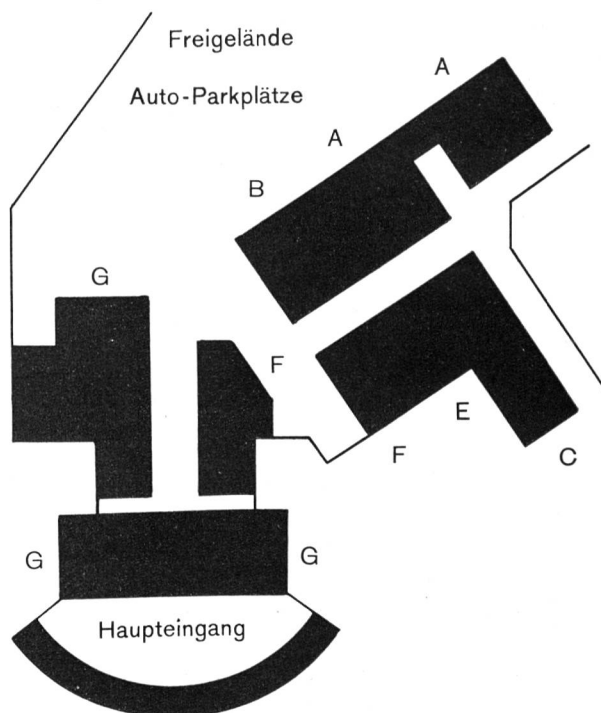 Freigelände
Auto-Parkplätze
A
A
B
G
F
E
F
C
G
G
Haupteingang